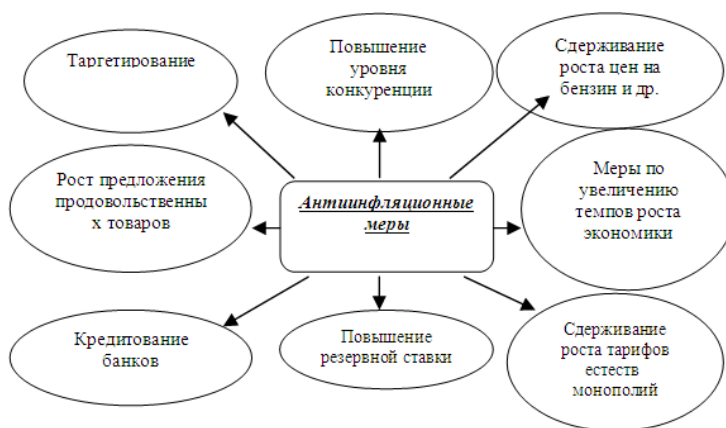 Таргетирование
Повышение
уровня
конкуренции
Сдерживание
роста цен на
бензин и др.
Рост предложения
продовольственны
х товаров
Антиинфляционные
меры
Меры по
увеличению
темпов роста
экономики
Кредитование
банков
Повышение
резервной ставки
Сдерживание
роста тарифов
естеств
монополий